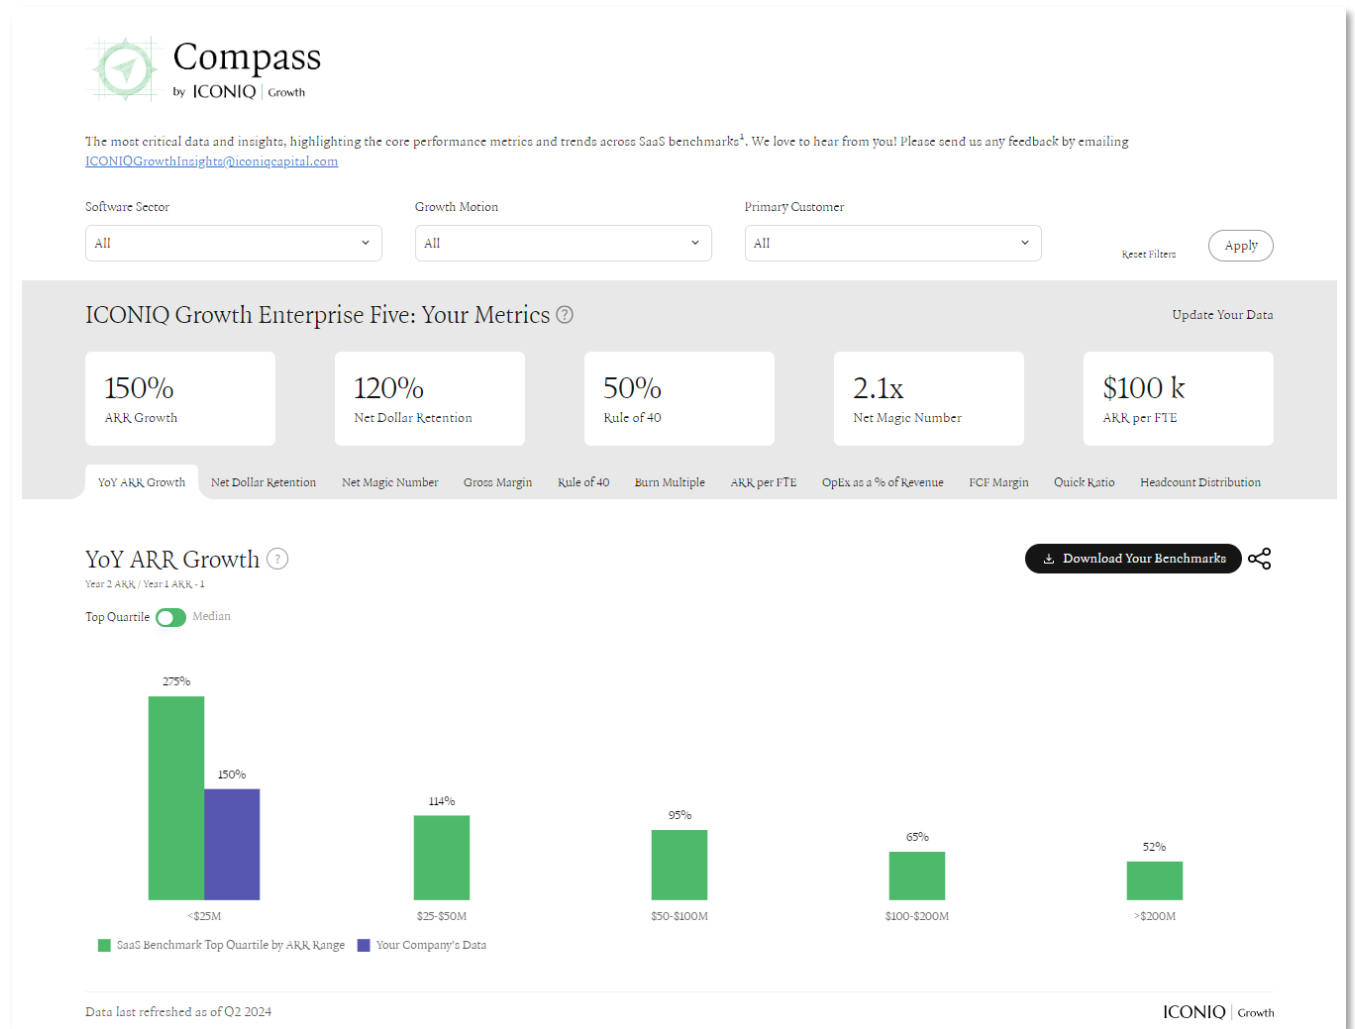 Compass
by ICONIQ | Growth
The most critical data and insights, highlighting the core performance metrics and trends across SaaS benchmarks¹. We love to hear from you! Please send us any feedback by emailing
ICONIQGrowthInsights@iconiqcapital.com
Software Sector Growth Motion Primary Customer
All All All
Reset Filters Apply
ICONIQ Growth Enterprise Five: Your Metrics ? Update Your Data
150% 120% 50% 2.1x $100 k
ARR Growth Net Dollar Retention Rule of 40 Net Magic Number ARR per FTE
YoY ARR Growth Net Dollar Retention Net Magic Number Gross Margin Rule of 40 Burn Multiple ARR per FTE OpEx as a % of Revenue FCF Margin Quick Ratio Headcount Distribution
YoY ARR Growth ? Download Your Benchmarks
Year 2 ARR / Year 1 ARR - 1
Top Quartile Median
275%
150%
114%
95%
65%
52%
<$25M $25-$50M $50-$100M $100-$200M >$200M
SaaS Benchmark Top Quartile by ARR Range Your Company's Data
Data last refreshed as of Q2 2024 ICONIQ | Growth